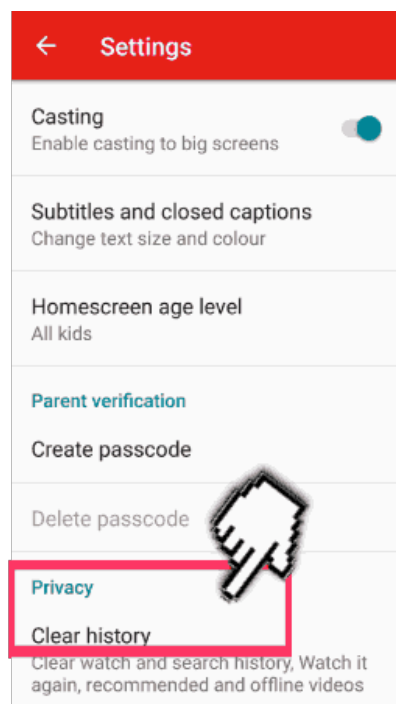 Settings
Casting
Enable casting to big screens
Subtitles and closed captions
Change text size and colour
Homescreen age level
All kids
Parent verification
Create passcode
Delete passcode
Privacy
Clear history
Clear watch and search history, Watch it
again, recommended and offline videos